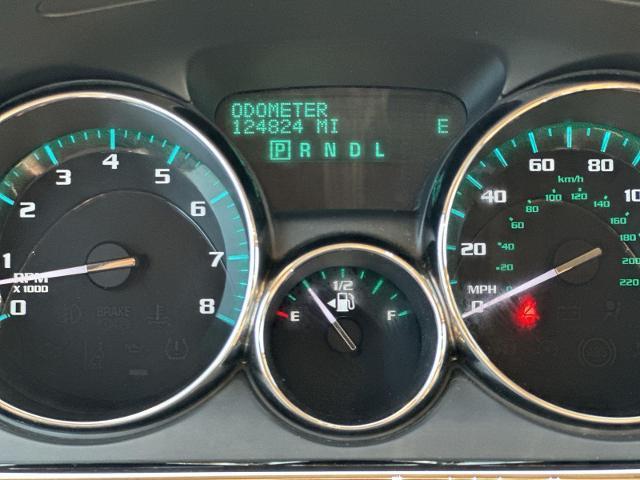 ODOMETER
124824 MI E
P R N D L
0 1 2 3 4 5 6 7 8
RPM
X 1000
BRAKE
E 1/2 F
0 20 40 60 80
MPH
km/h
0 20 40 60 80 100 120 140 160 180 200 220